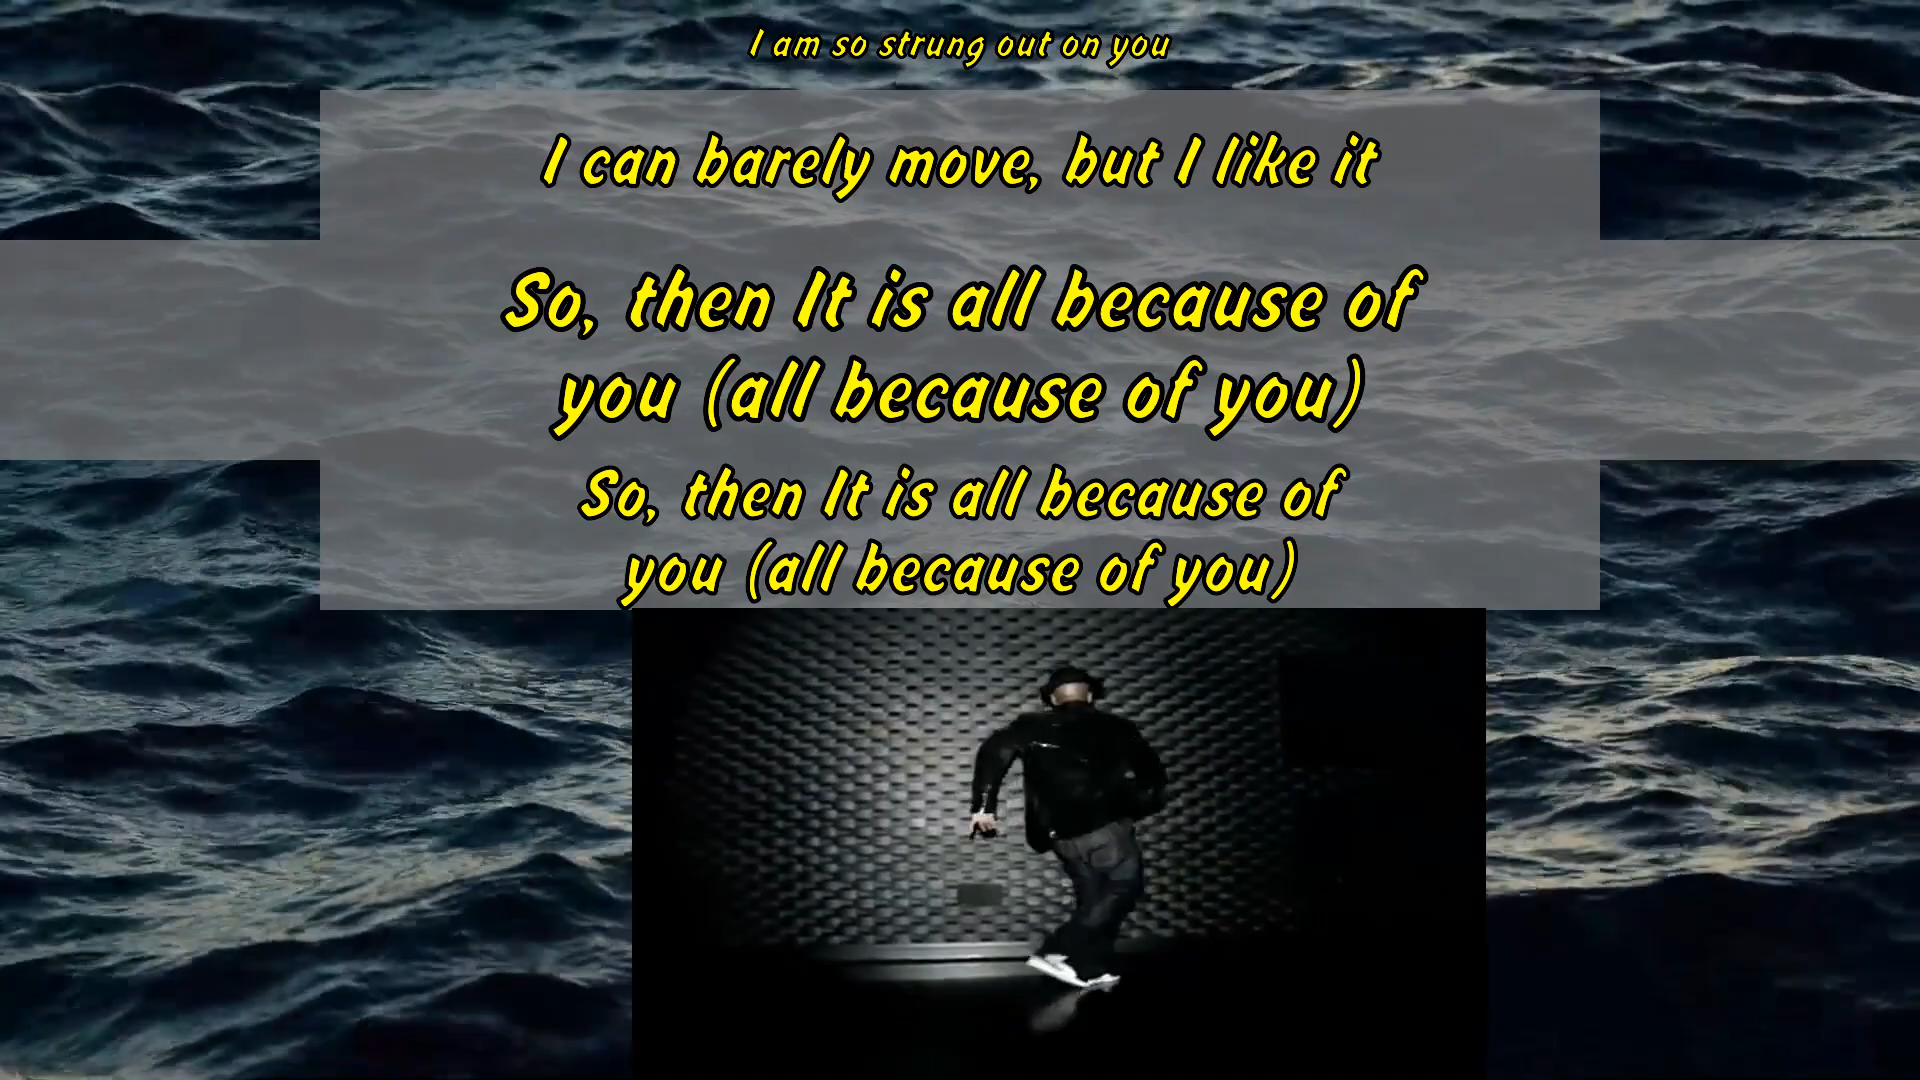 I am so strung out on you
I can barely move, but I like it
So, then It is all because of
you (all because of you)
So, then It is all because of
you (all because of you)